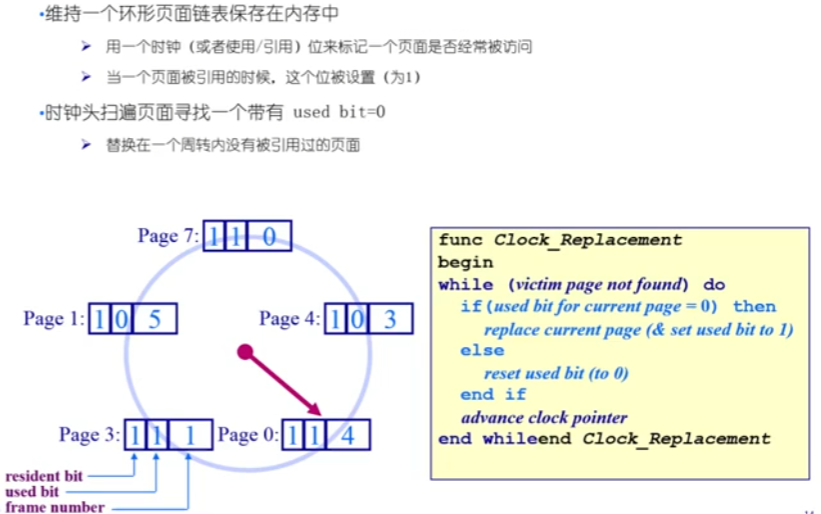 •维持一个环形页面链表保存在内存中
➢ 用一个时钟（或者使用/引用）位来标记一个页面是否经常被访问
➢ 当一个页面被引用的时候，这个位被设置（为1）
•时钟头扫遍页面寻找一个带有 used bit=0
➢ 替换在一个周转内没有被引用过的页面
Page 7: 1 1 0
Page 1: 1 0 5
Page 4: 1 0 3
Page 3: 1 1 1
Page 0: 1 1 4
resident bit
used bit
frame number
func Clock_Replacement
begin
while (victim page not found) do
if(used bit for current page = 0) then
replace current page (& set used bit to 1)
else
reset used bit (to 0)
end if
advance clock pointer
end whileend Clock_Replacement